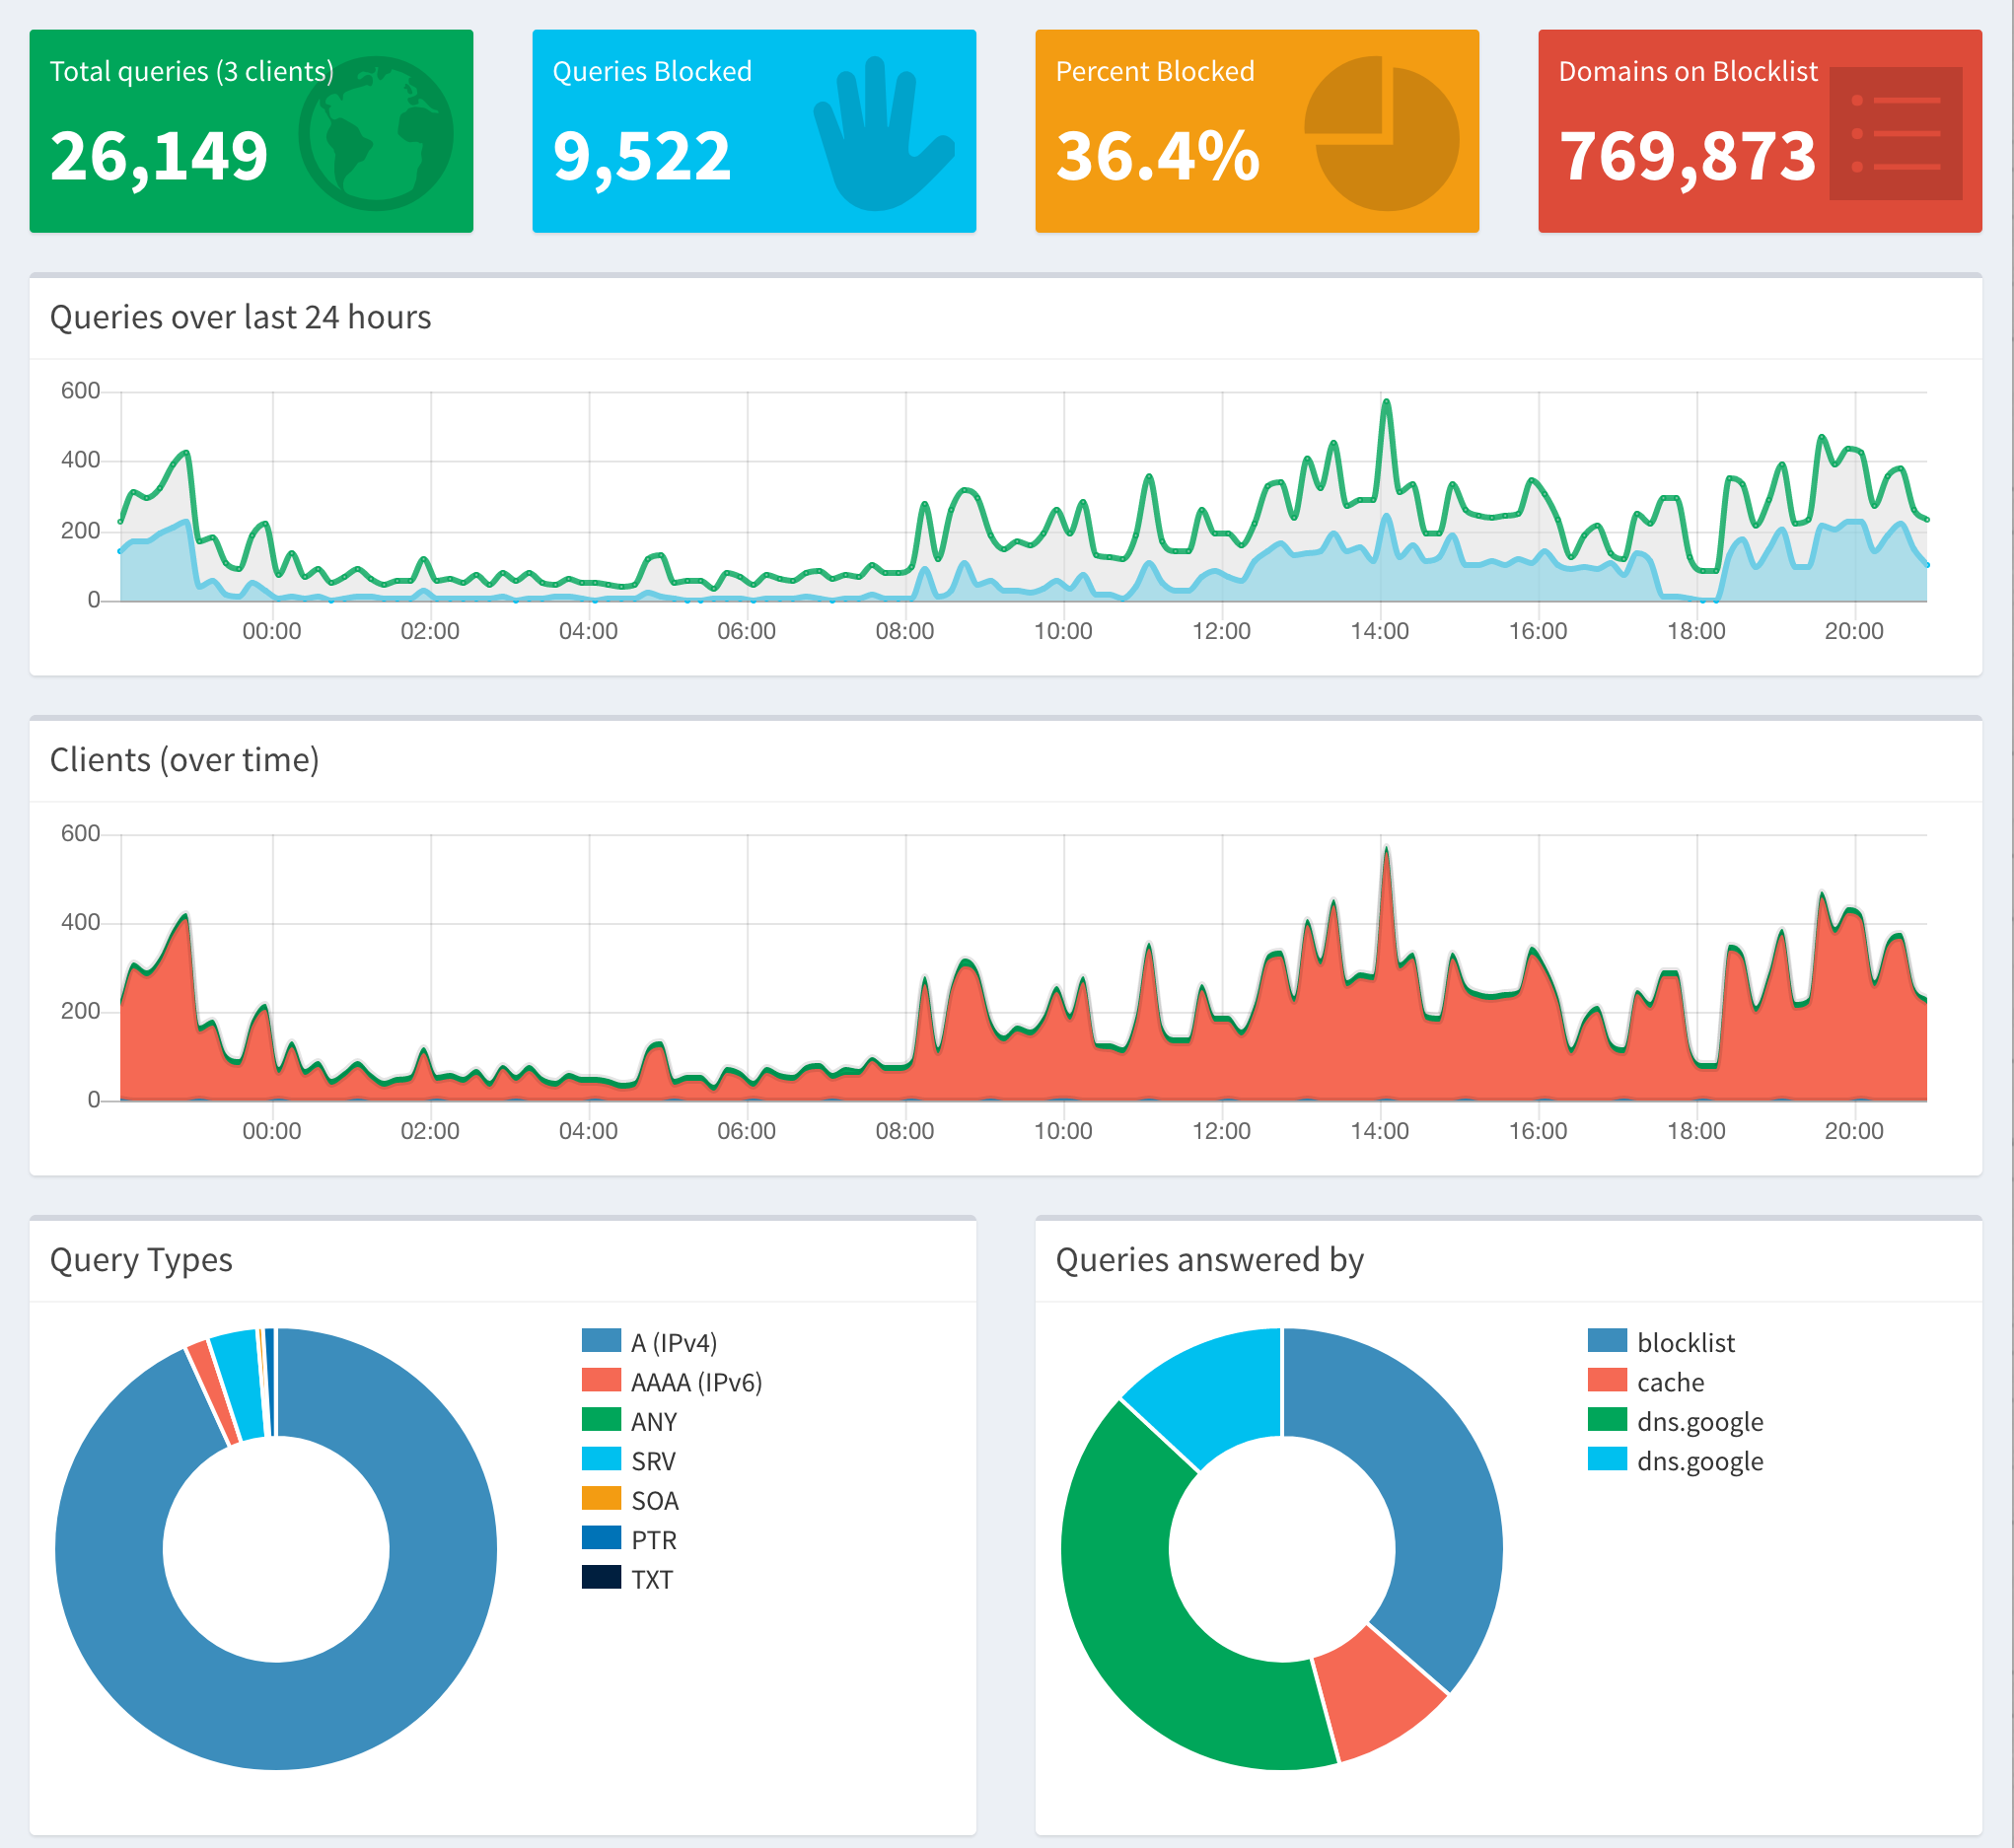 Total queries (3 clients)
26,149
Queries Blocked
9,522
Percent Blocked
36.4%
Domains on Blocklist
769,873
Queries over last 24 hours
600
400
200
0
00:00 02:00 04:00 06:00 08:00 10:00 12:00 14:00 16:00 18:00 20:00
Clients (over time)
600
400
200
0
00:00 02:00 04:00 06:00 08:00 10:00 12:00 14:00 16:00 18:00 20:00
Query Types
A (IPv4)
AAAA (IPv6)
ANY
SRV
SOA
PTR
TXT
Queries answered by
blocklist
cache
dns.google
dns.google